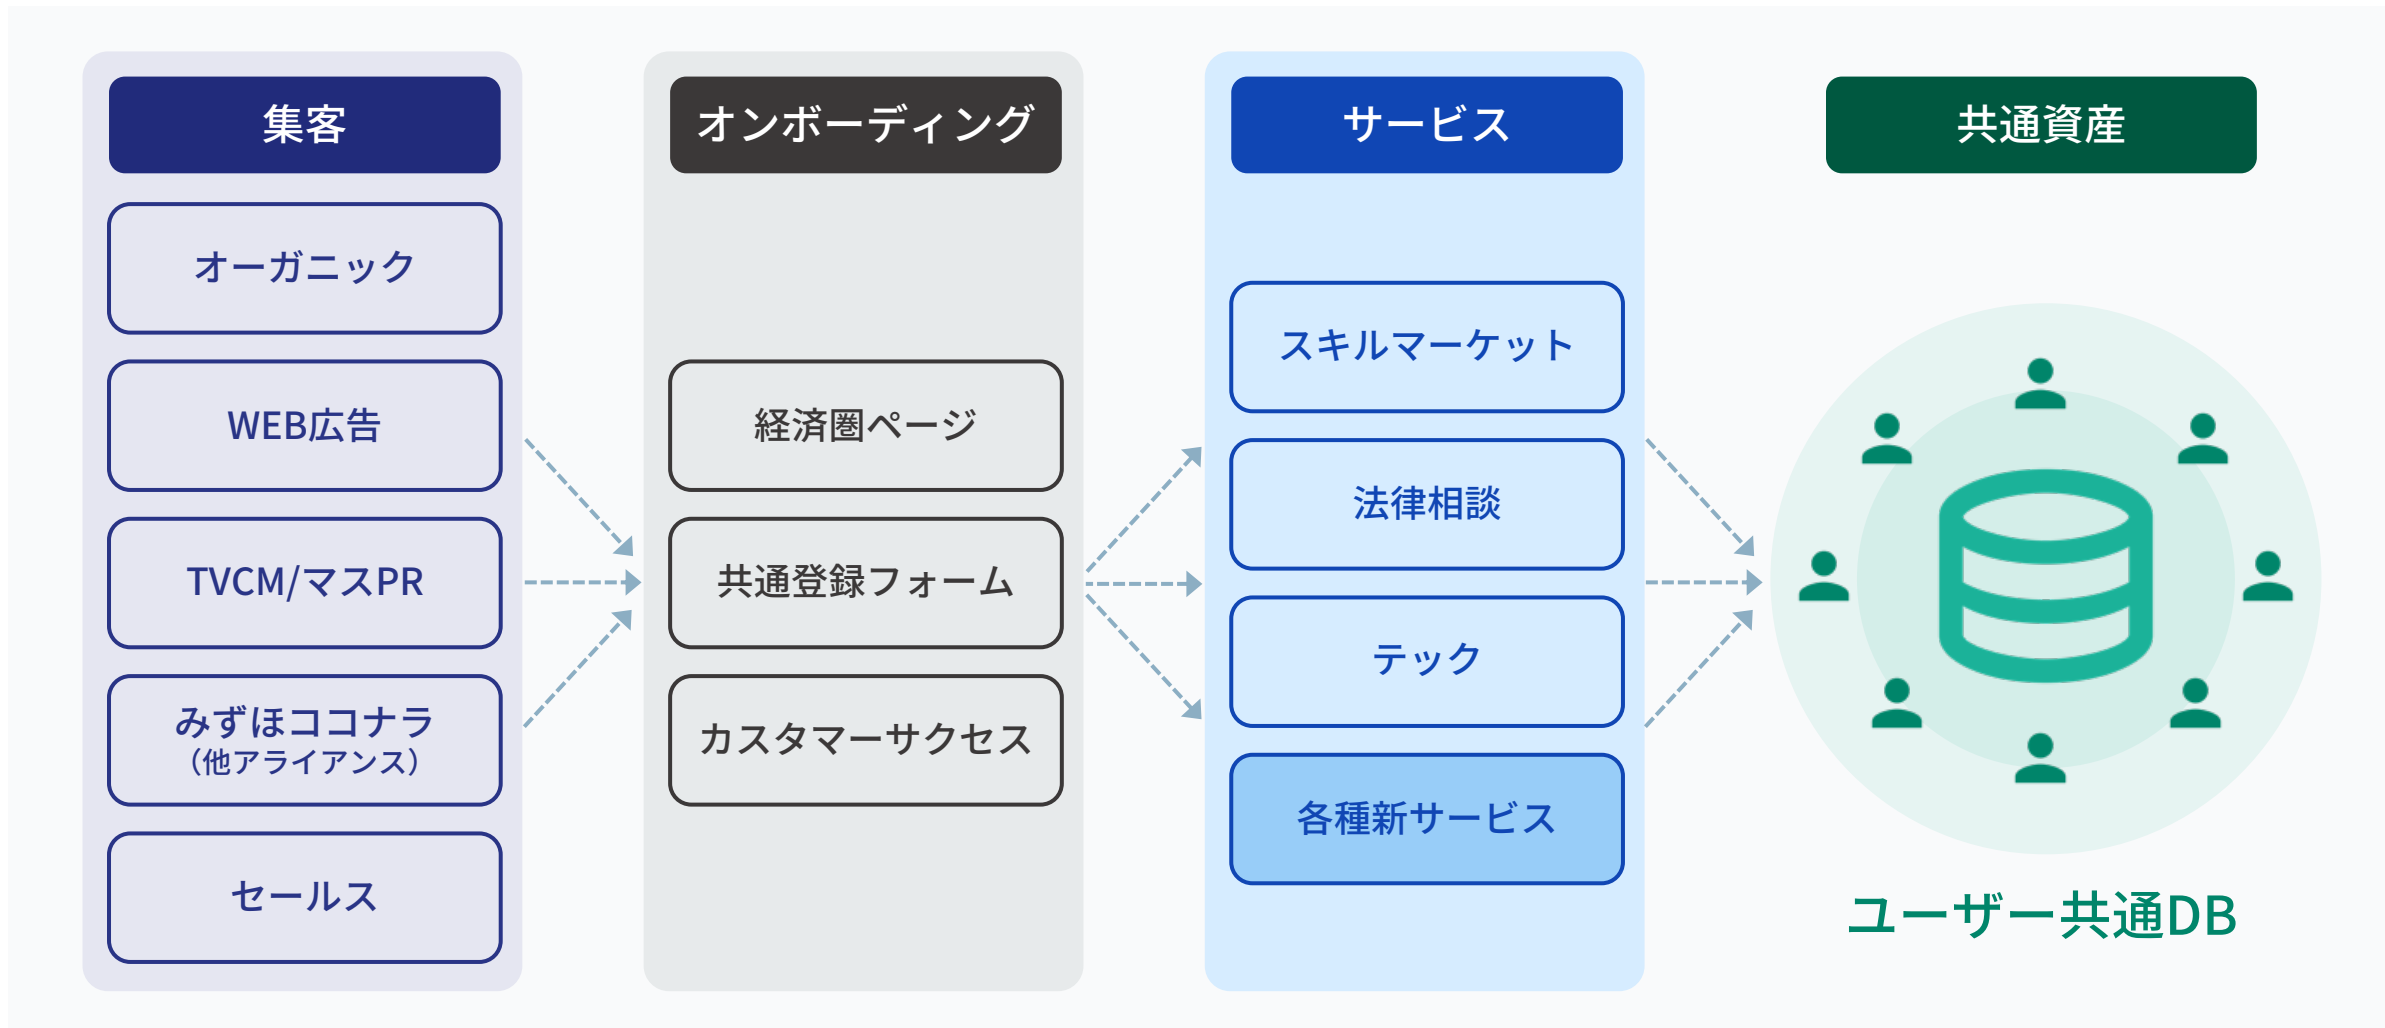 集客
オーガニック
WEB広告
TVCM/マスPR
みずほココナラ
（他アライアンス）
セールス
オンボーディング
経済圏ページ
共通登録フォーム
カスタマーサクセス
サービス
スキルマーケット
法律相談
テック
各種新サービス
共通資産
ユーザー共通DB